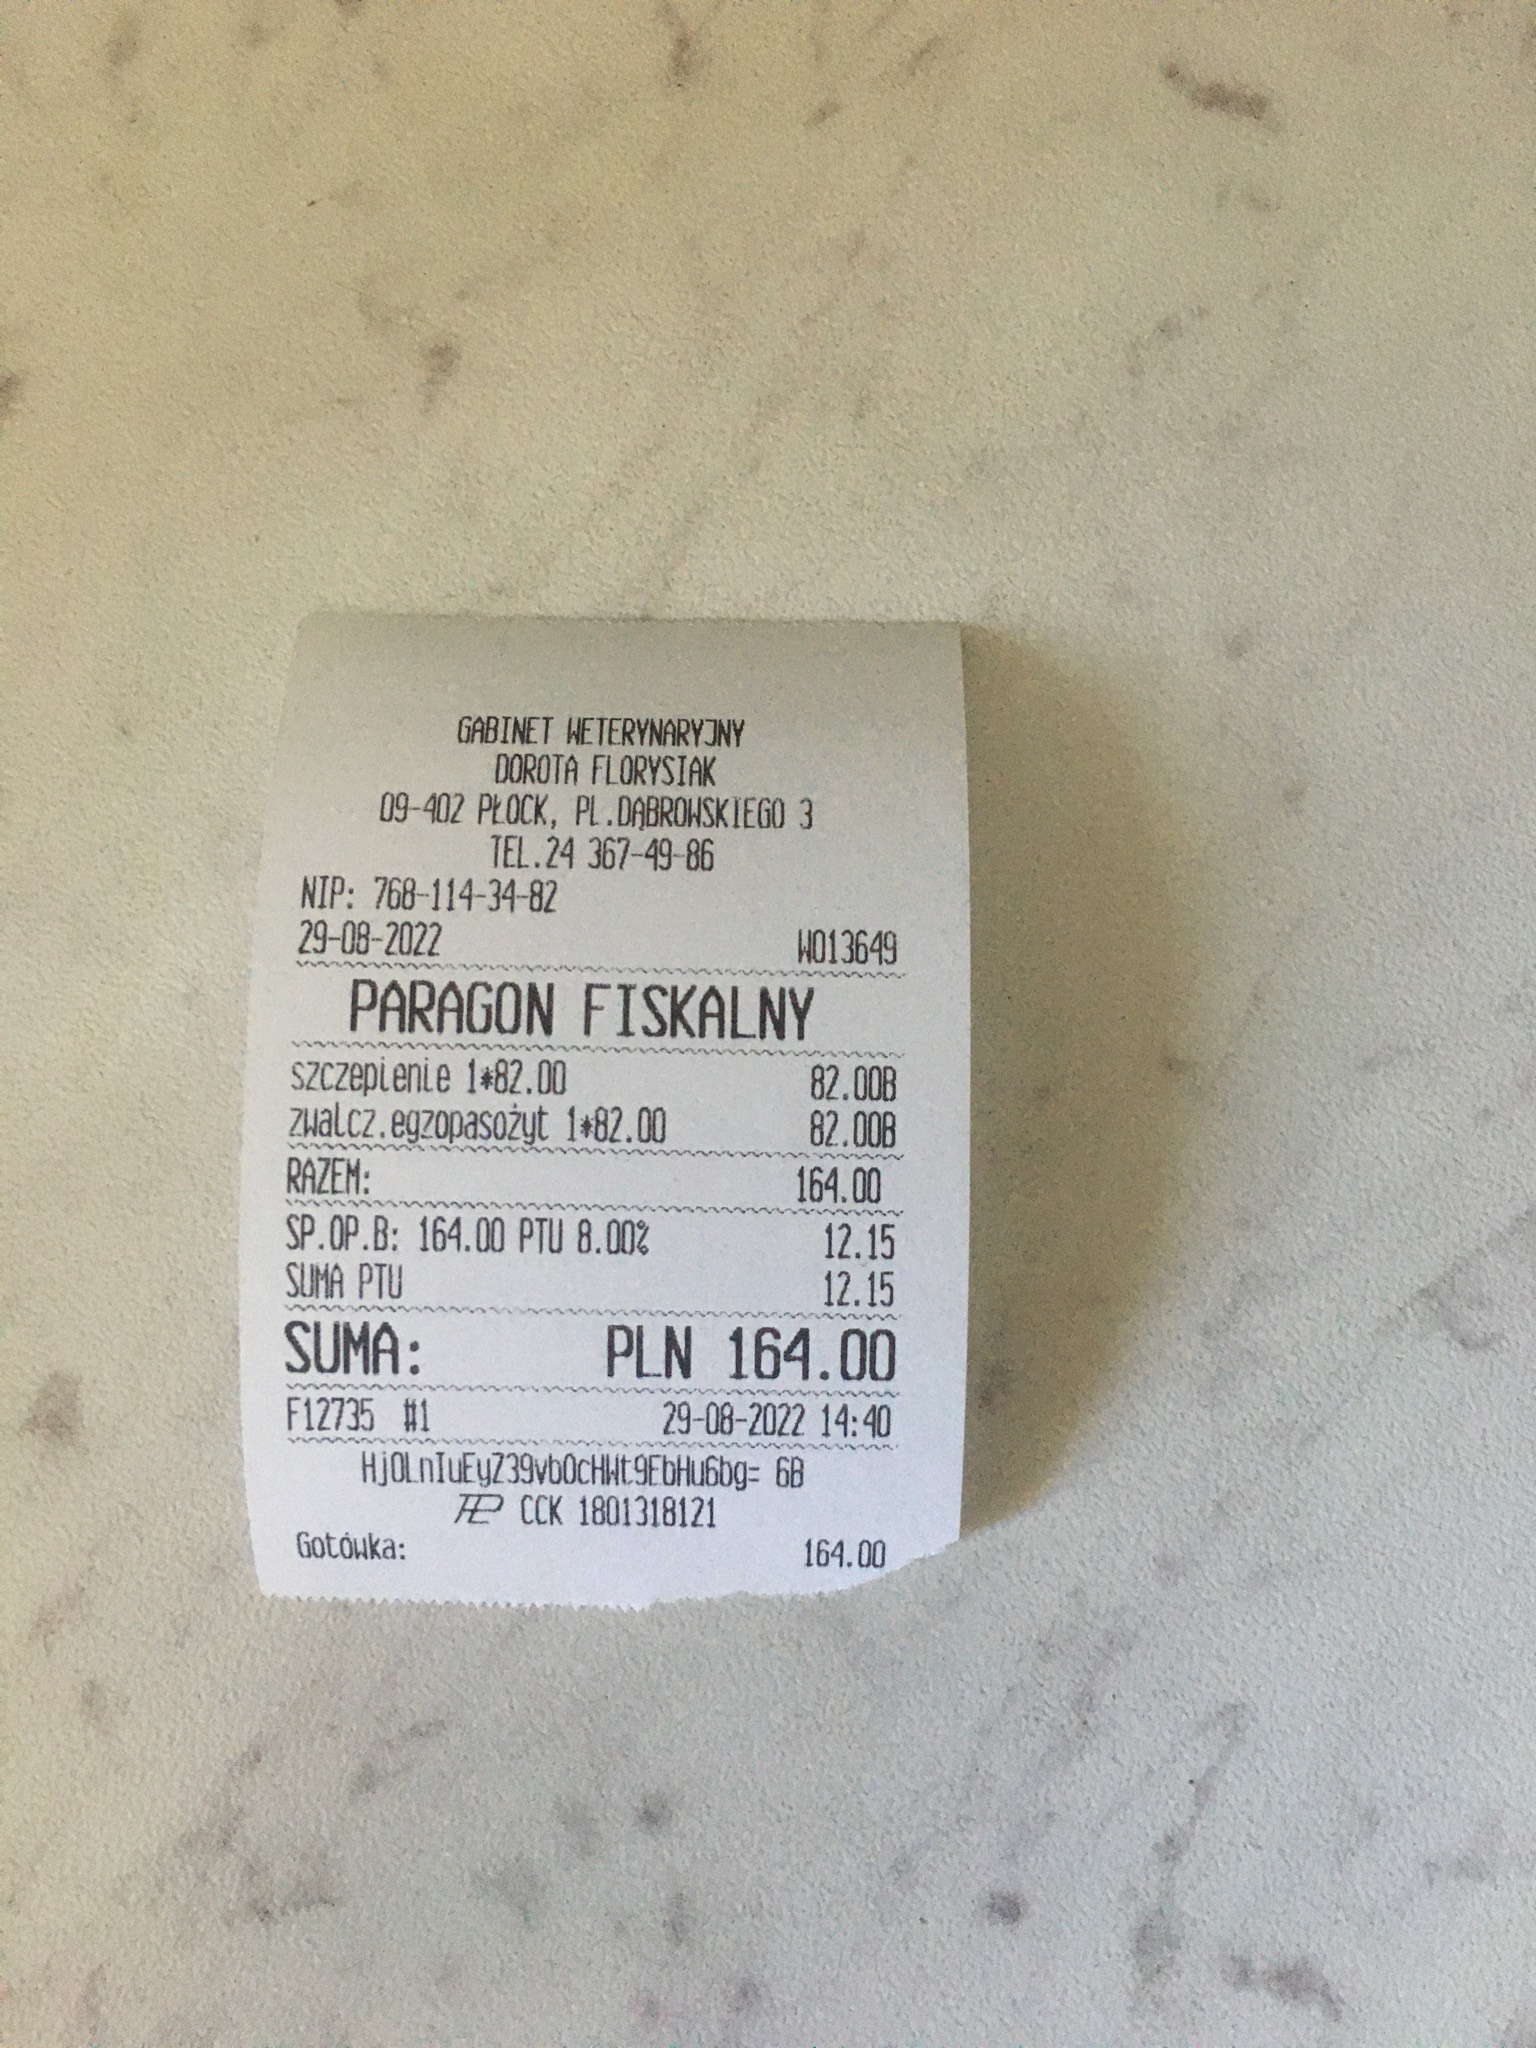 GABINET WETERYNARYJNY
DOROTA FLORYSIAK
09-402 PŁOCK, PL.DĄBROWSKIEGO 3
TEL.24 367-49-86
NIP: 768-114-34-82
29-08-2022 W013649
PARAGON FISKALNY
szczepienie 1*82.00 82.00B
zwalcz.egzopasożyt 1*82.00 82.00B
RAZEM: 164.00
SP.OP.B: 164.00 PTU 8.00% 12.15
SUMA PTU 12.15
SUMA: PLN 164.00
F12735 #1 29-08-2022 14:40
CCK 1801318121
Gotówka: 164.00